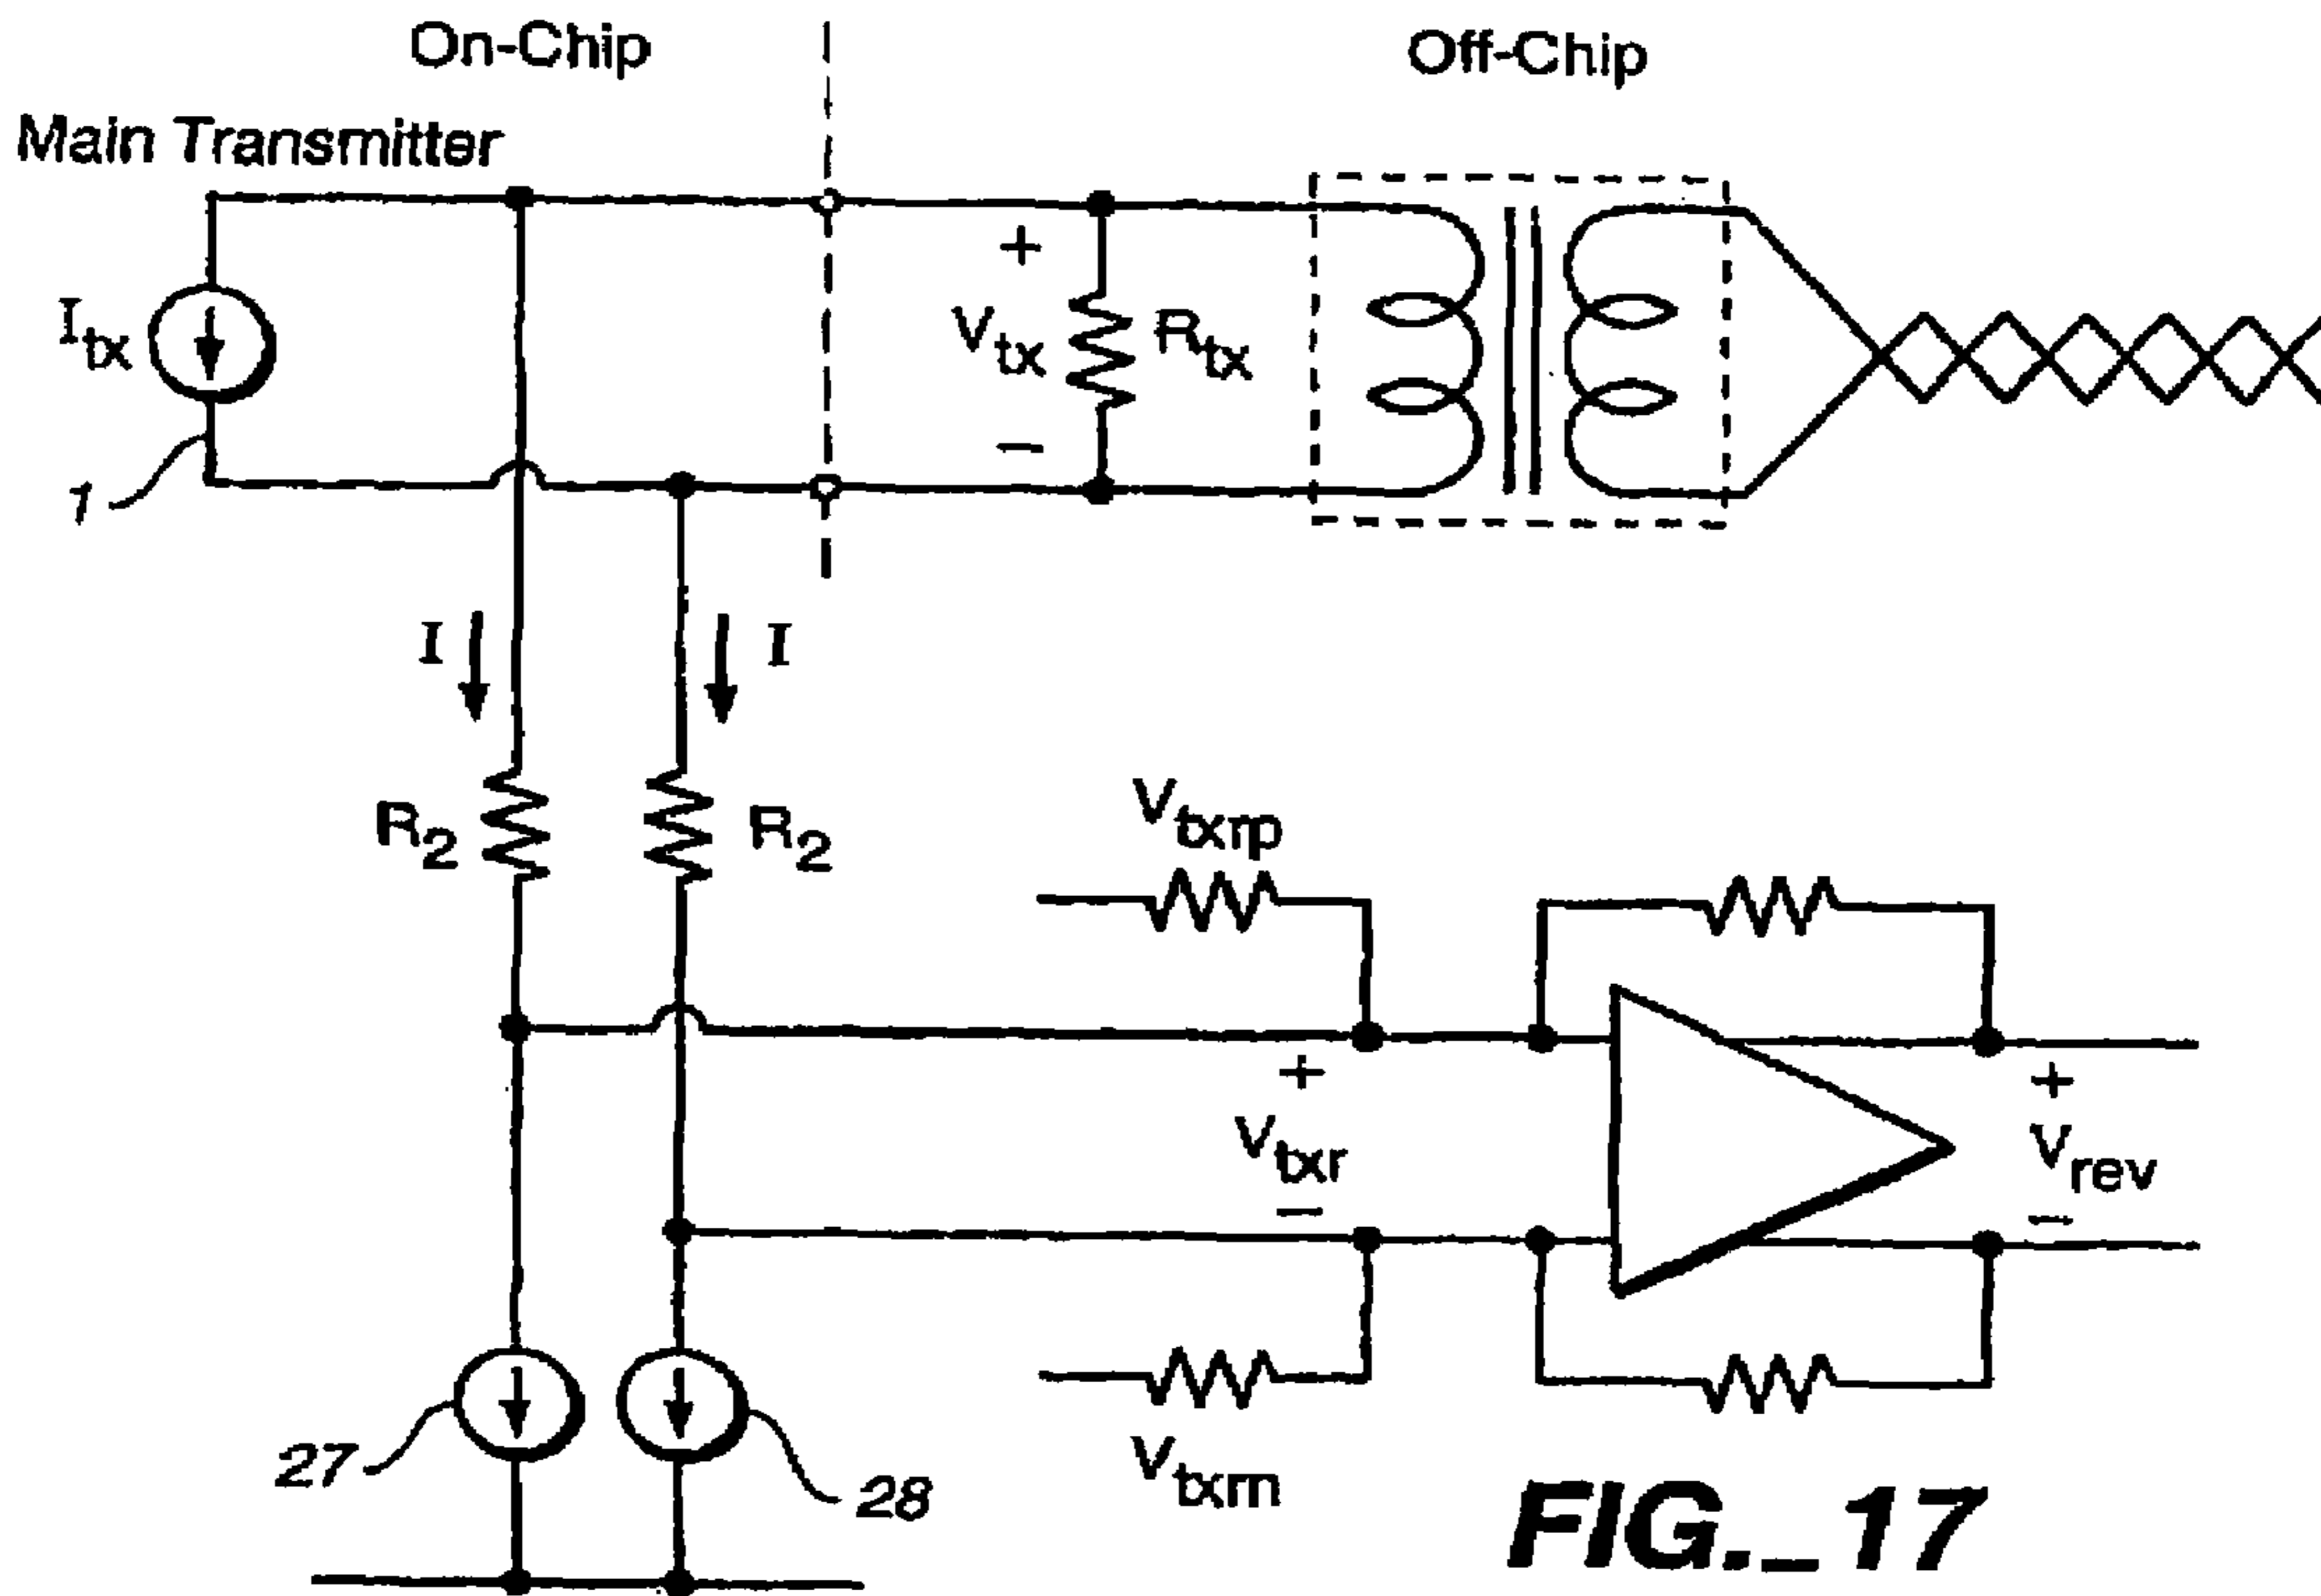 On-Chip
Off-Chip
Main Transmitter
Itx
1
+
Vtx
Rtx
−
I
I
R2
R2
Vtxrp
+
Vtxr
−
+
Vrev
−
27
28
Vtxrn
FIG._17